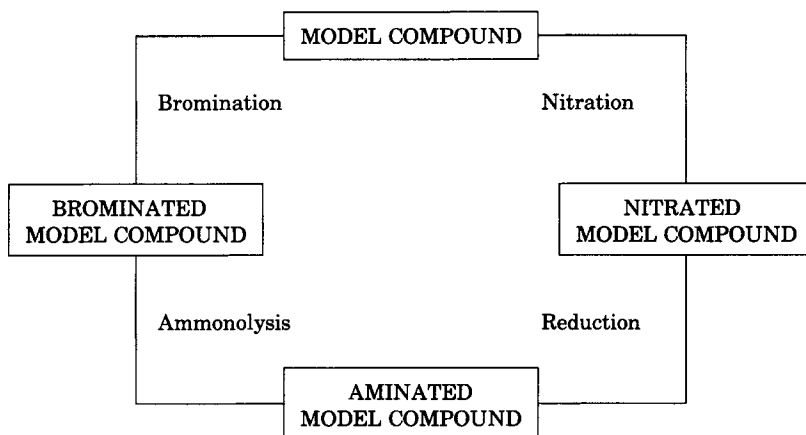 MODEL COMPOUND
Bromination
Nitration
BROMINATED
MODEL COMPOUND
NITRATED
MODEL COMPOUND
Ammonolysis
Reduction
AMINATED
MODEL COMPOUND